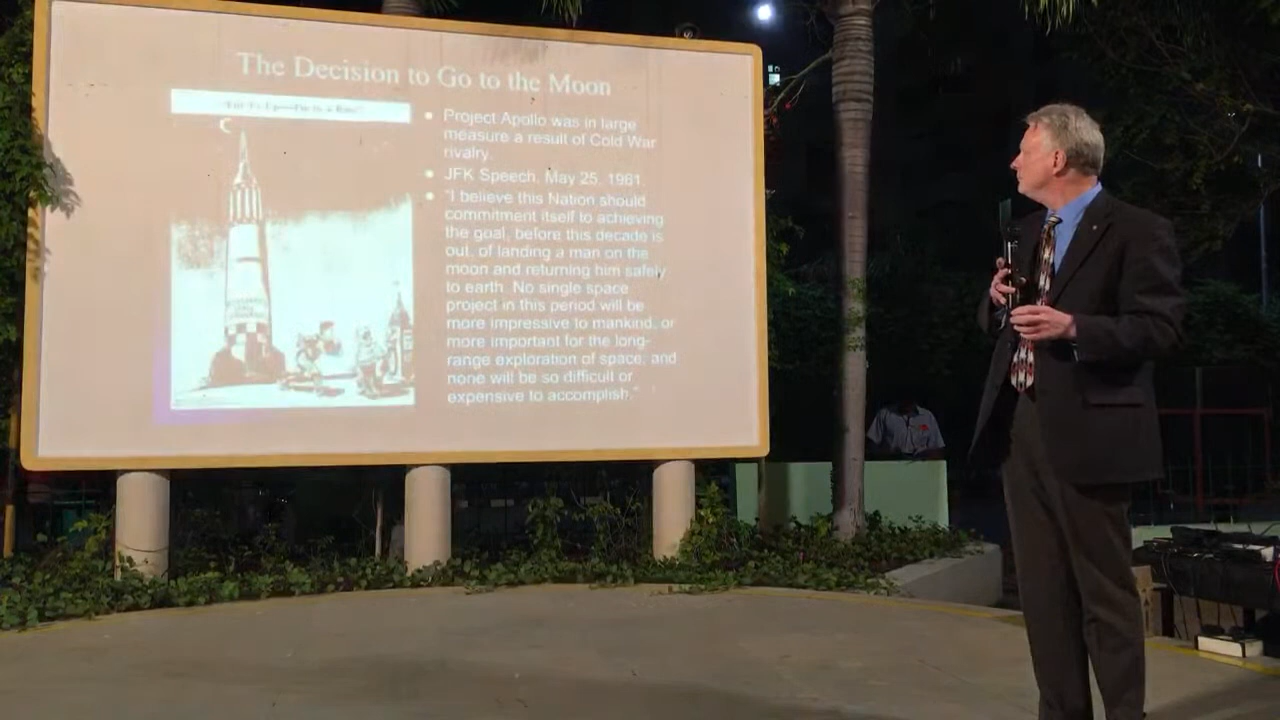 The Decision to Go to the Moon
Project Apollo was in large
measure a result of Cold War
rivalry.
JFK Speech, May 25, 1961.
"I believe this Nation should
commitment itself to achieving
the goal, before this decade is
out, of landing a man on the
moon and returning him safely
to earth. No single space
project in this period will be
more impressive to mankind, or
more important for the long-
range exploration of space; and
none will be so difficult or
expensive to accomplish."